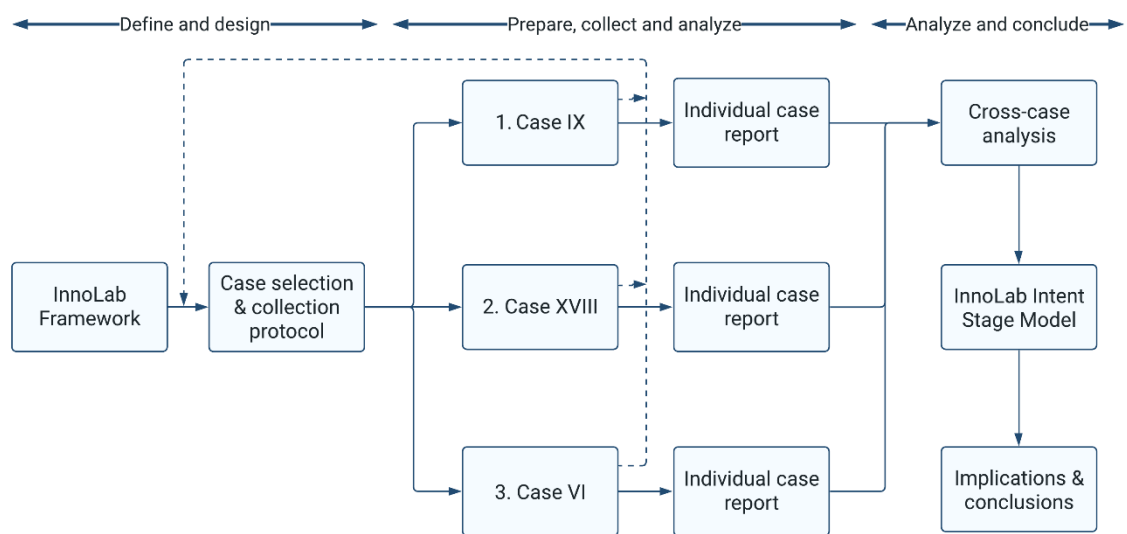 Define and design
Prepare, collect and analyze
Analyze and conclude
InnoLab
Framework
Case selection
& collection
protocol
1. Case IX
Individual case
report
2. Case XVIII
Individual case
report
3. Case VI
Individual case
report
Cross-case
analysis
InnoLab Intent
Stage Model
Implications &
conclusions